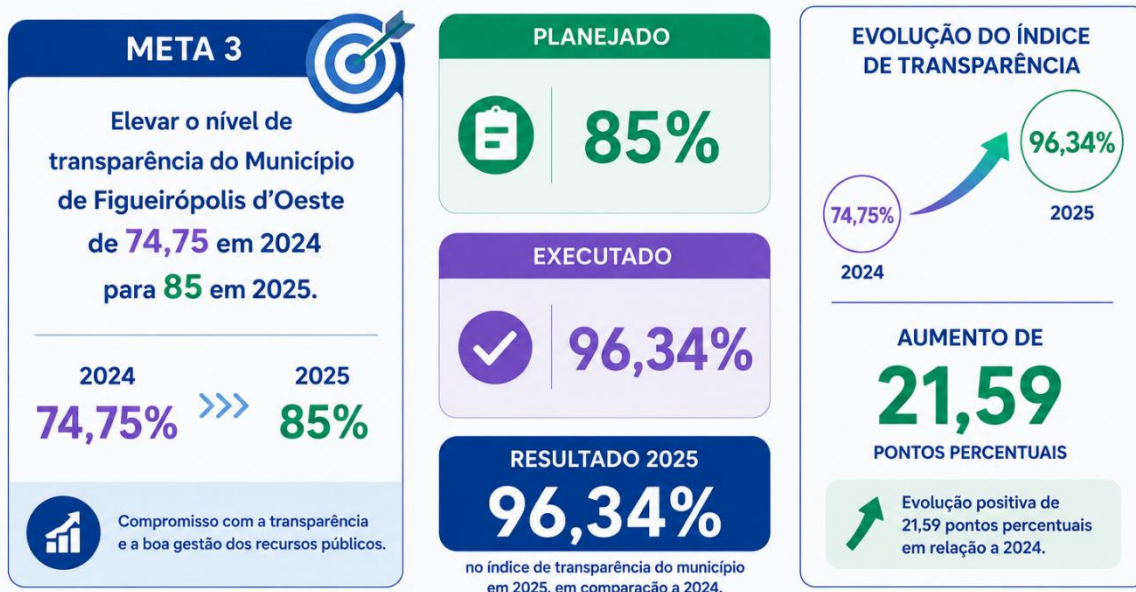 META 3
Elevar o nível de
transparência do Município
de Figueirópolis d’Oeste
de 74,75 em 2024
para 85 em 2025.
2024
74,75%
>>>
2025
85%
Compromisso com a transparência
e a boa gestão dos recursos públicos.
PLANEJADO
85%
EXECUTADO
96,34%
RESULTADO 2025
96,34%
no índice de transparência do município
em 2025, em comparação a 2024.
EVOLUÇÃO DO ÍNDICE
DE TRANSPARÊNCIA
96,34%
2025
74,75%
2024
AUMENTO DE
21,59
PONTOS PERCENTUAIS
Evolução positiva de
21,59 pontos percentuais
em relação a 2024.